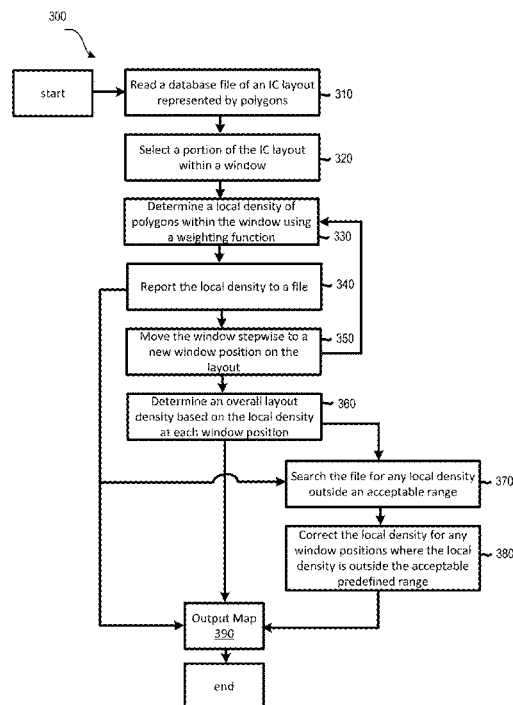 300
start
Read a database file of an IC layout
represented by polygons
310
Select a portion of the IC layout
within a window
320
Determine a local density of
polygons within the window using
a weighting function
330
Report the local density to a file
340
Move the window stepwise to a
new window position on the
layout
350
Determine an overall layout
density based on the local density
at each window position
360
Search the file for any local density
outside an acceptable range
370
Correct the local density for any
window positions where the local
density is outside the acceptable
predefined range
380
Output Map
390
end